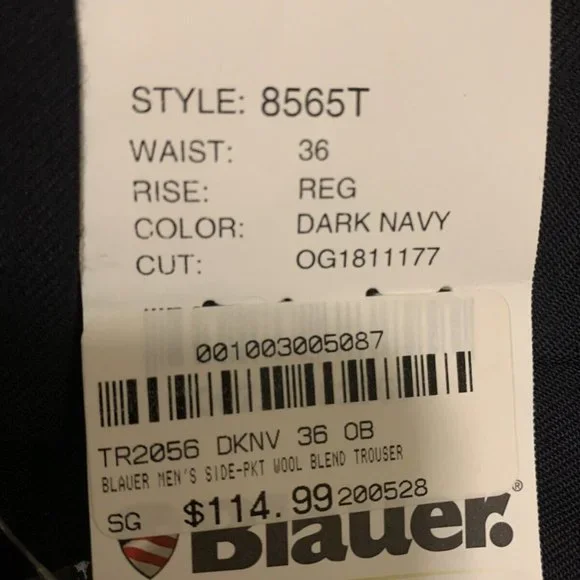 STYLE: 8565T
WAIST: 36
RISE: REG
COLOR: DARK NAVY
CUT: OG1811177
001003005087
TR2056 DKNV 36 OB
BLAUER MEN'S SIDE-PKT WOOL BLEND TROUSER
SG $114.99 200528
Blauer.®